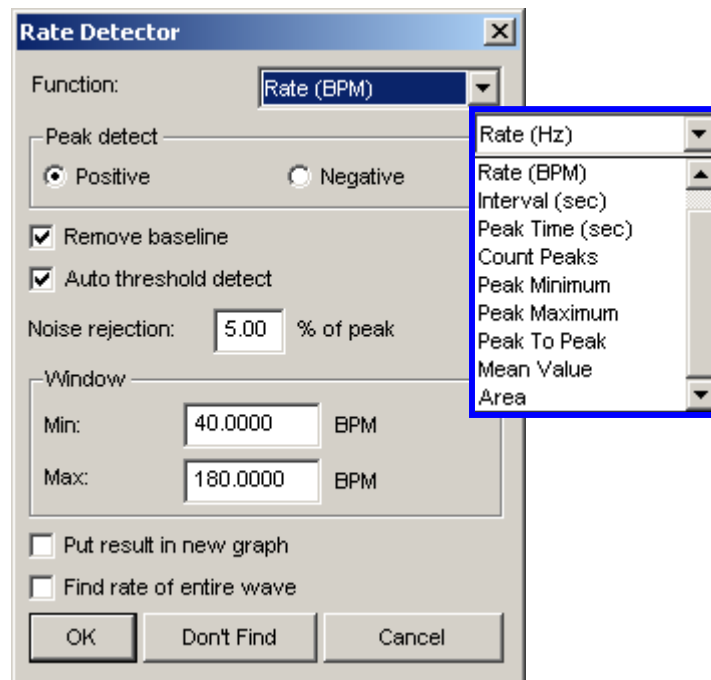 Rate Detector
Function: Rate (BPM)
Peak detect
Positive Negative
Remove baseline
Auto threshold detect
Noise rejection: 5.00 % of peak
Window
Min: 40.0000 BPM
Max: 180.0000 BPM
Put result in new graph
Find rate of entire wave
OK Don't Find Cancel
Rate (Hz)
Rate (BPM)
Interval (sec)
Peak Time (sec)
Count Peaks
Peak Minimum
Peak Maximum
Peak To Peak
Mean Value
Area